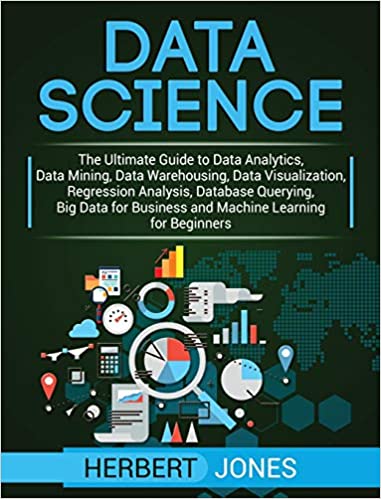 DATA
SCIENCE
The Ultimate Guide to Data Analytics,
Data Mining, Data Warehousing, Data Visualization,
Regression Analysis, Database Querying,
Big Data for Business and Machine Learning
for Beginners
HERBERT JONES